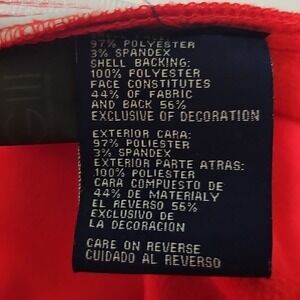 97% POLYESTER
3% SPANDEX
SHELL BACKING:
100% POLYESTER
FACE CONSTITUTES
44% OF FABRIC
AND BACK 56%
EXCLUSIVE OF DECORATION
EXTERIOR CARA:
97% POLIESTER
3% SPANDEX
EXTERIOR PARTE ATRAS:
100% POLIESTER
CARA COMPUESTO DE
44% DE MATERIALY
EL REVERSO 56%
EXCLUSIVO DE
LA DECORACION
CARE ON REVERSE
CUIDADO AL REVERSO